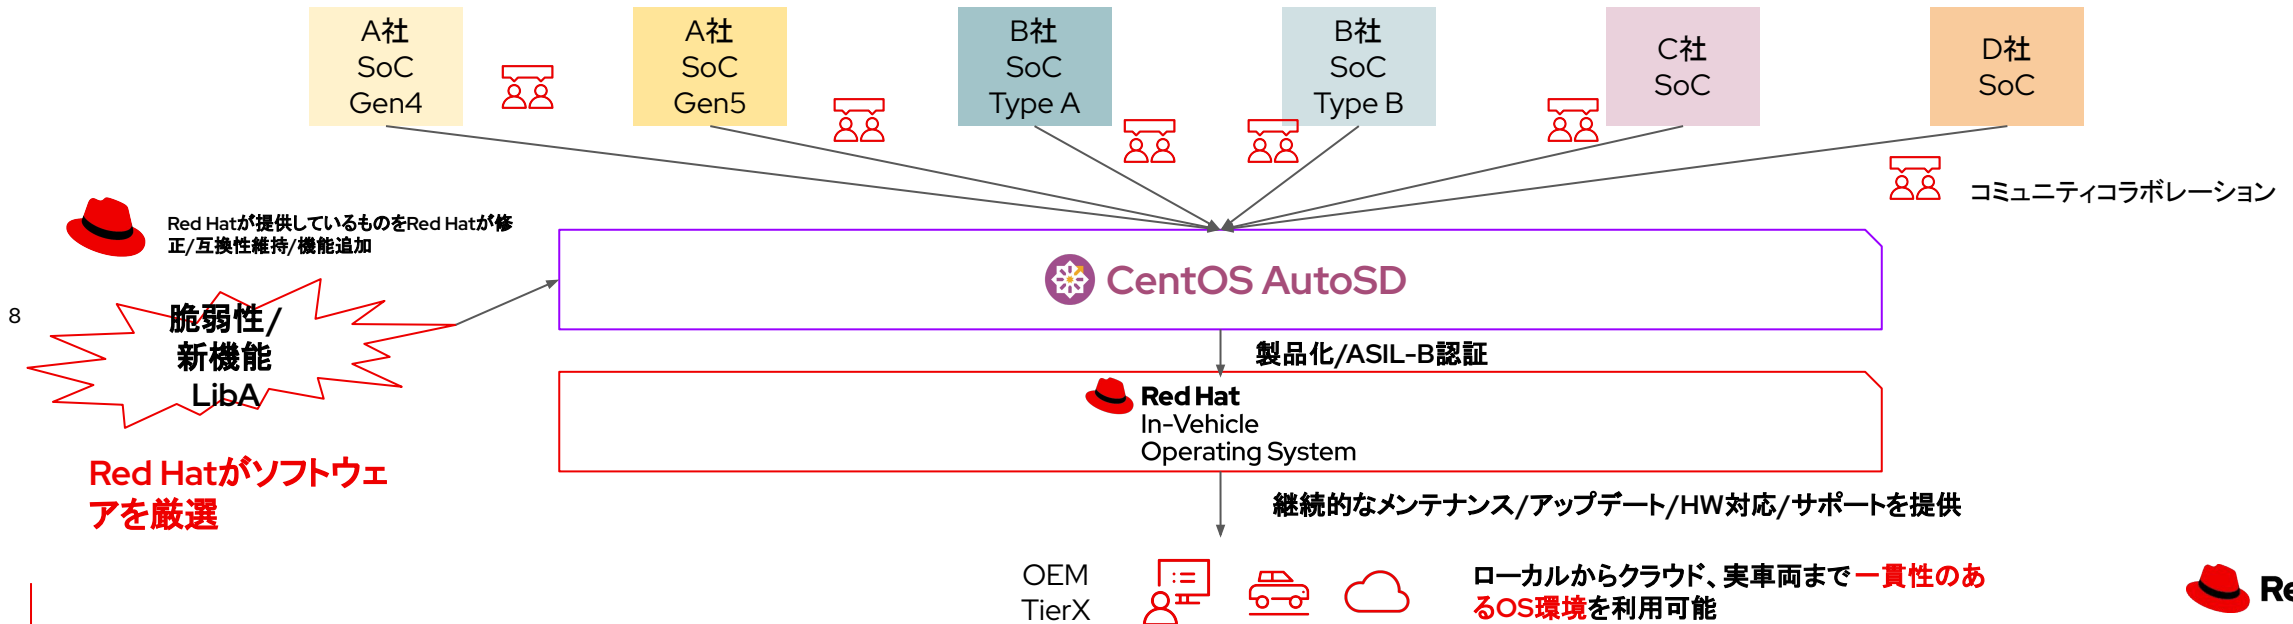 A社
SoC
Gen4
A社
SoC
Gen5
B社
SoC
Type A
B社
SoC
Type B
C社
SoC
D社
SoC
コミュニティコラボレーション
Red Hatが提供しているものをRed Hatが修
正/互換性維持/機能追加
CentOS AutoSD
8
脆弱性/
新機能
LibA
製品化/ASIL-B認証
Red Hat
In-Vehicle
Operating System
Red Hatがソフトウェ
アを厳選
継続的なメンテナンス/アップデート/HW対応/サポートを提供
OEM
TierX
ローカルからクラウド、実車両まで一貫性のあ
るOS環境を利用可能
Re